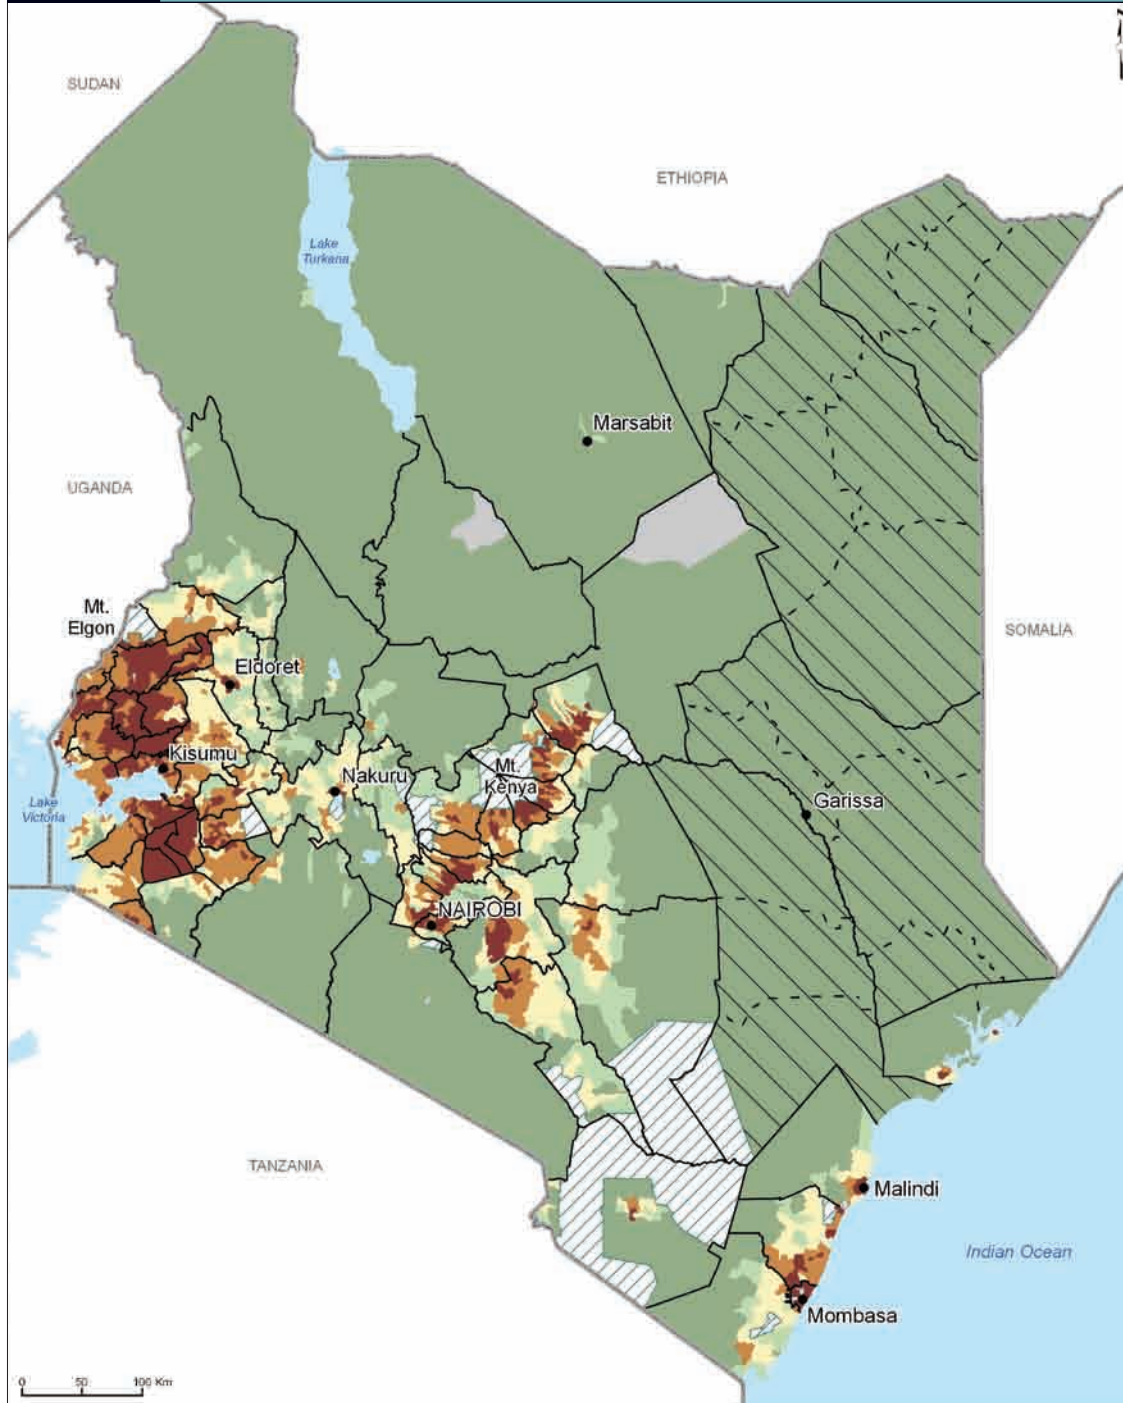 SUDAN
ETHIOPIA
Lake
Turkana
Marsabit
UGANDA
Mt.
Elgon
SOMALIA
Eldoret
Kisumu
Mt.
Kenya
Nakuru
Lake
Victoria
Garissa
NAIROBI
TANZANIA
Malindi
Indian Ocean
Mombasa
0 50 100 Km